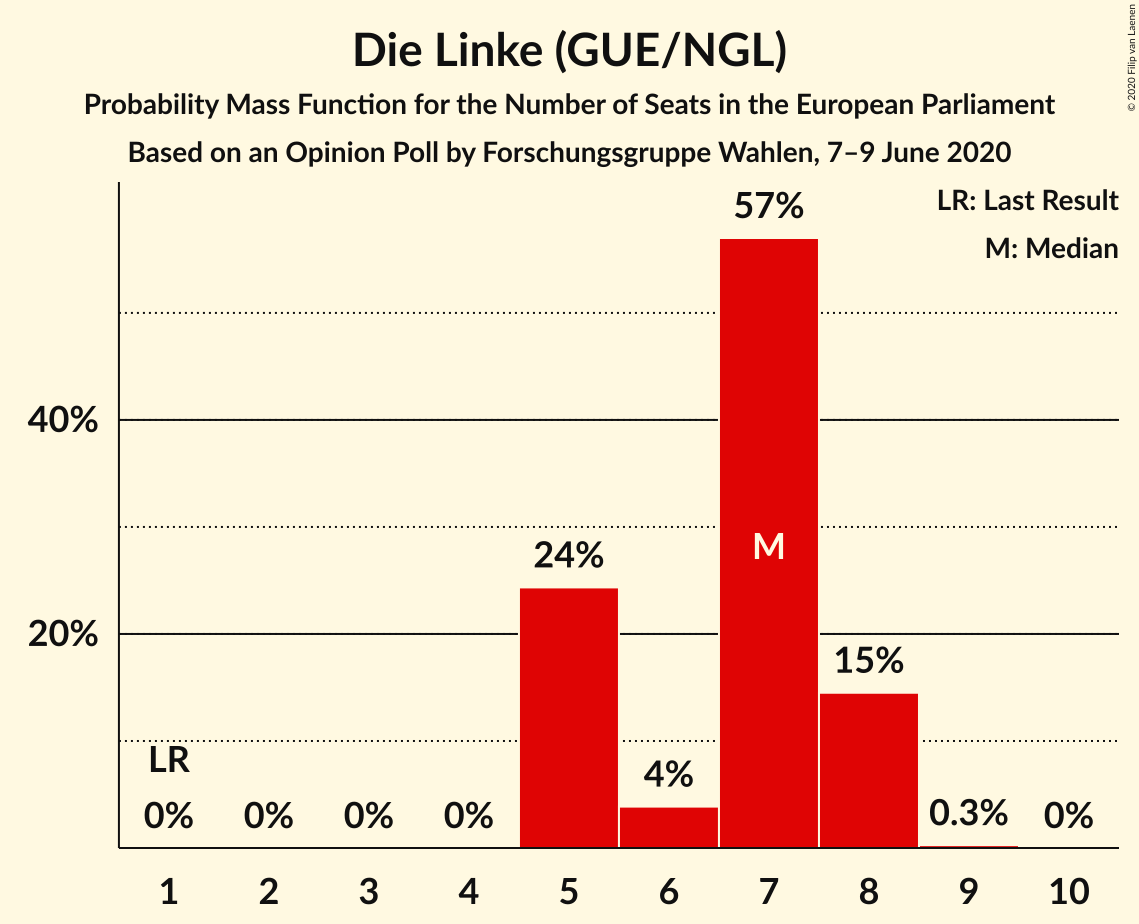 Die Linke (GUE/NGL)
Probability Mass Function for the Number of Seats in the European Parliament
Based on an Opinion Poll by Forschungsgruppe Wahlen, 7–9 June 2020
© 2020 Filip van Laenen
LR: Last Result
M: Median
57%
40%
24%
M
20%
15%
LR
4%
0% 0% 0% 0% 0.3% 0%
1 2 3 4 5 6 7 8 9 10